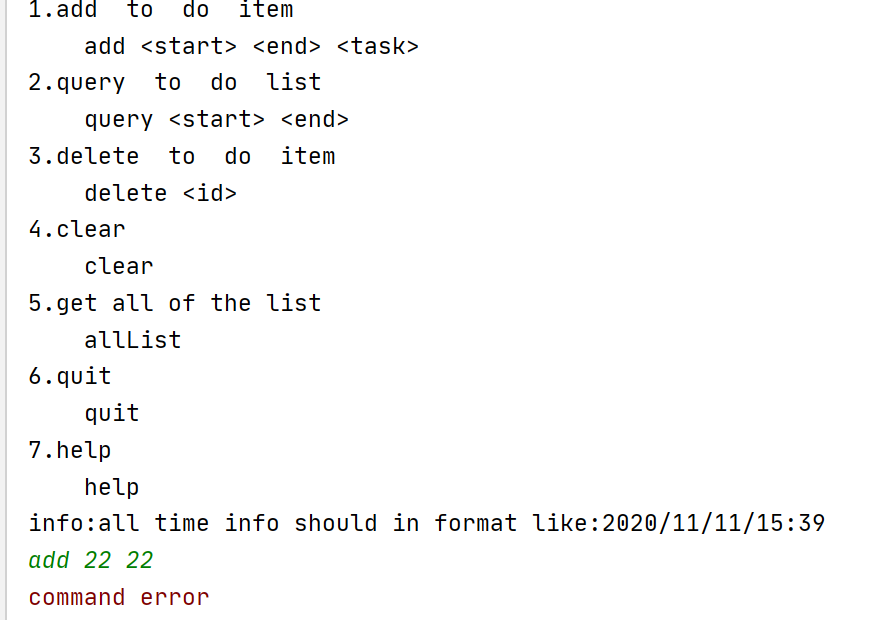 1.add  to  do  item
    add <start> <end> <task>
2.query  to  do  list
    query <start> <end>
3.delete  to  do  item
    delete <id>
4.clear
    clear
5.get all of the list
    allList
6.quit
    quit
7.help
    help
info:all time info should in format like:2020/11/11/15:39
add 22 22
command error